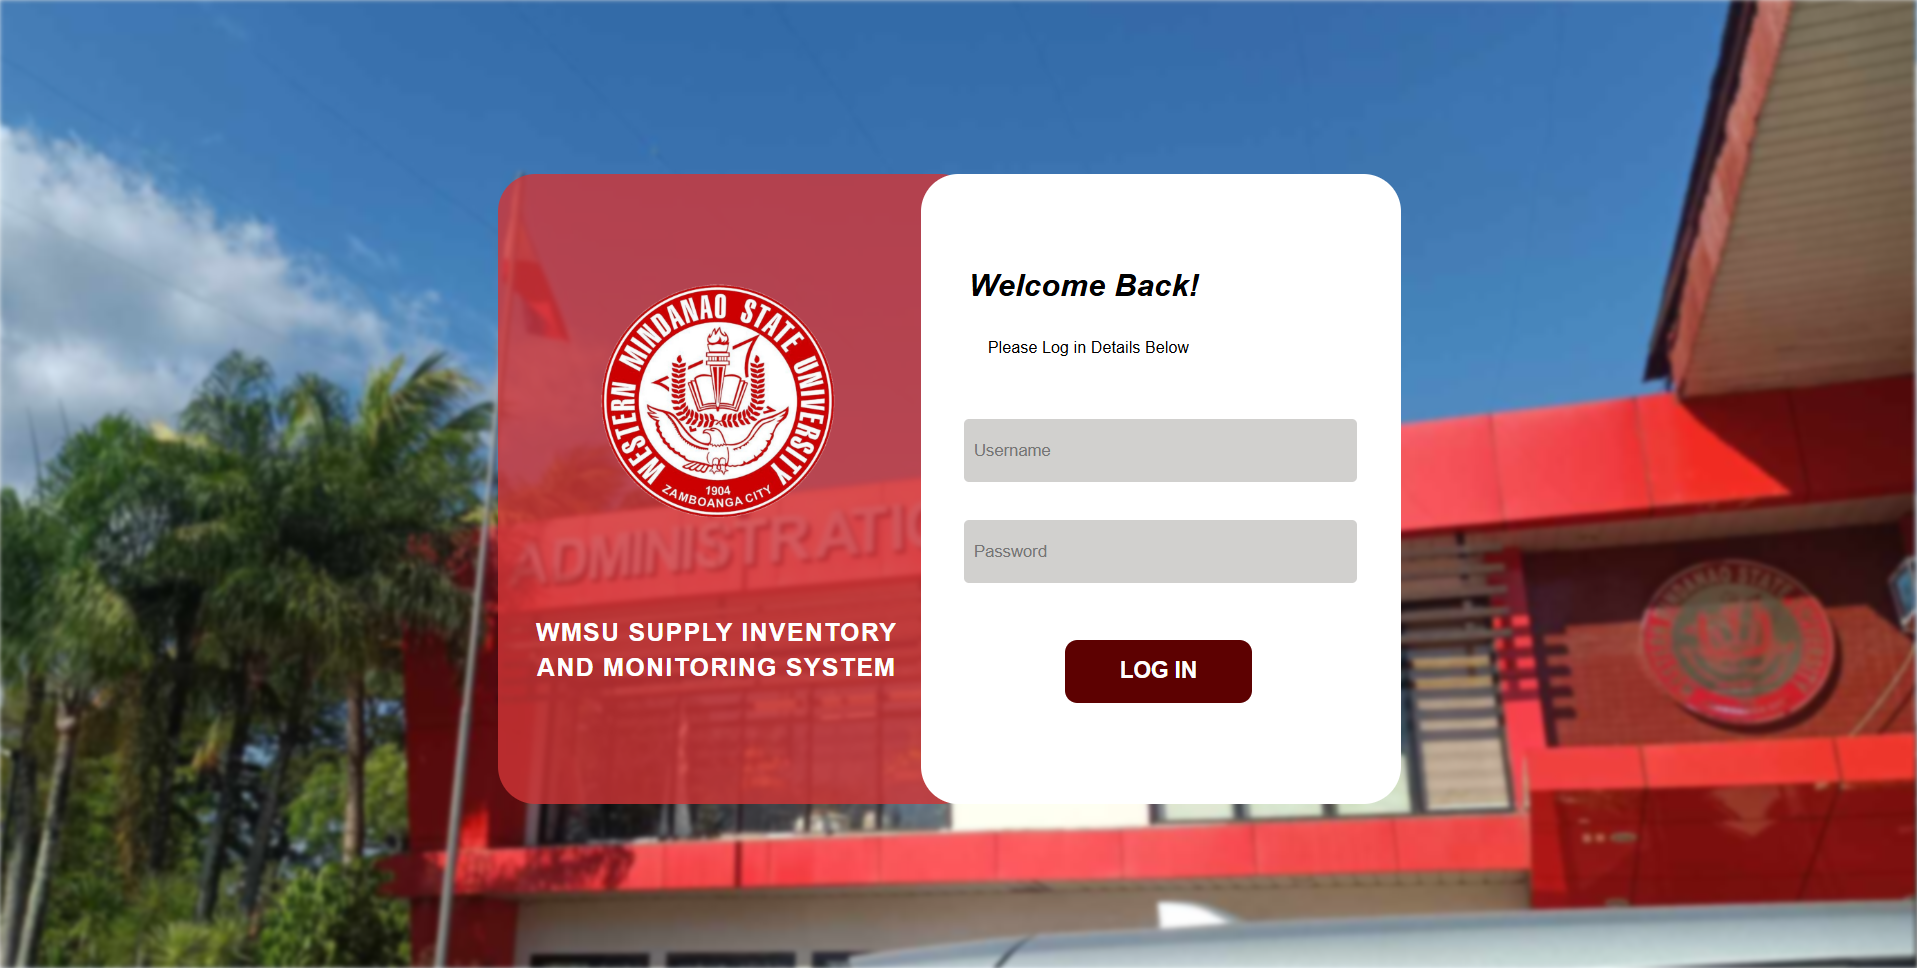 WESTERN MINDANAO STATE UNIVERSITY
1904
ZAMBOANGA CITY
ADMINISTRATIO
WMSU SUPPLY INVENTORY
AND MONITORING SYSTEM
Welcome Back!
Please Log in Details Below
Username
Password
LOG IN